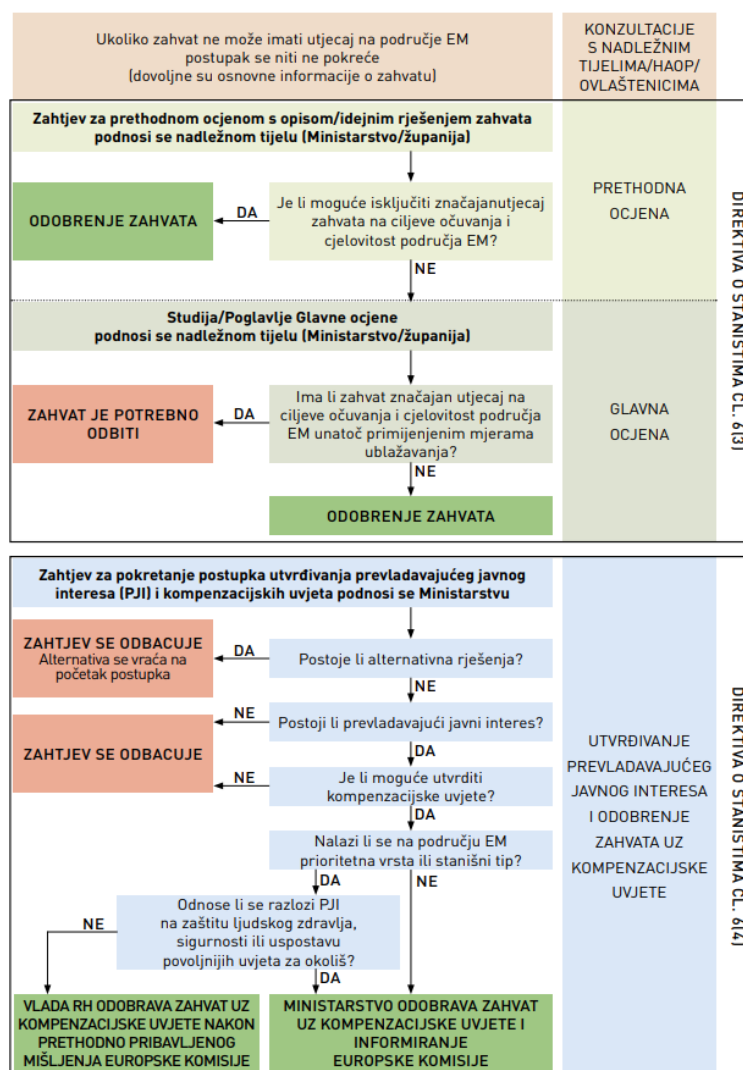 Ukoliko zahvat ne može imati utjecaj na područje EM
postupak se niti ne pokreće
(dovoljne su osnovne informacije o zahvatu)
KONZULTACIJE
S NADLEŽNIM
TIJELIMA/HAOP/
OVLAŠTENICIMA
Zahtjev za prethodnom ocjenom s opisom/idejnim rješenjem zahvata
podnosi se nadležnom tijelu (Ministarstvo/županija)
ODOBRENJE ZAHVATA
DA
Je li moguće isključiti značajanutjecaj
zahvata na ciljeve očuvanja i
cjelovitost područja EM?
NE
PRETHODNA
OCJENA
Studija/Poglavlje Glavne ocjene
podnosi se nadležnom tijelu (Ministarstvo/županija)
ZAHVAT JE POTREBNO
ODBITI
DA
Ima li zahvat značajan utjecaj na
ciljeve očuvanja i cjelovitost područja
EM unatoč primijenjenim mjerama
ublažavanja?
NE
ODOBRENJE ZAHVATA
GLAVNA
OCJENA
DIREKTIVA O STANISTIMA CL. 6(3)
Zahtjev za pokretanje postupka utvrđivanja prevladavajućeg javnog
interesa (PJI) i kompenzacijskih uvjeta podnosi se Ministarstvu
ZAHTJEV SE ODBACUJE
Alternativa se vraća na
početak postupka
DA
Postoje li alternativna rješenja?
NE
ZAHTJEV SE ODBACUJE
NE
Postoji li prevladavajući javni interes?
DA
NE
Je li moguće utvrditi
kompenzacijske uvjete?
DA
Nalazi li se na području EM
prioritetna vrsta ili stanišni tip?
DA
NE
NE
Odnose li se razlozi PJI
na zaštitu ljudskog zdravlja,
sigurnosti ili uspostavu
povoljnijih uvjeta za okoliš?
DA
VLADA RH ODOBRAVA ZAHVAT UZ
KOMPENZACIJSKE UVJETE NAKON
PRETHODNO PRIBAVLJENOG
MIŠLJENJA EUROPSKE KOMISIJE
MINISTARSTVO ODOBRAVA ZAHVAT
UZ KOMPENZACIJSKE UVJETE I
INFORMIRANJE
EUROPSKE KOMISIJE
UTVRĐIVANJE
PREVLADAVAJUĆEG
JAVNOG INTERESA
I ODOBRENJE
ZAHVATA UZ
KOMPENZACIJSKE
UVJETE
DIREKTIVA O STANISTIMA CL. 6(4)